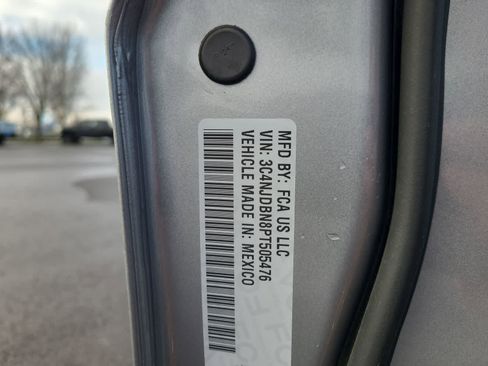 MFD BY: FCA US LLC
VIN: 3C4NJDBN8PT505476
VEHICLE MADE IN: MEXICO